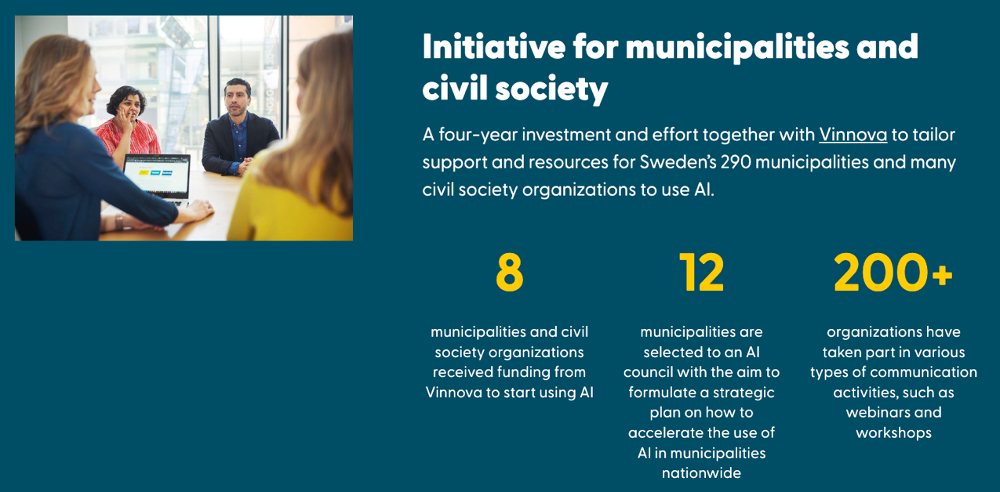 Initiative for municipalities and
civil society
A four-year investment and effort together with Vinnova to tailor
support and resources for Sweden's 290 municipalities and many
civil society organizations to use AI.
8
municipalities and civil
society organizations
received funding from
Vinnova to start using AI
12
municipalities are
selected to an AI
council with the aim to
formulate a strategic
plan on how to
accelerate the use of
AI in municipalities
nationwide
200+
organizations have
taken part in various
types of communication
activities, such as
webinars and
workshops